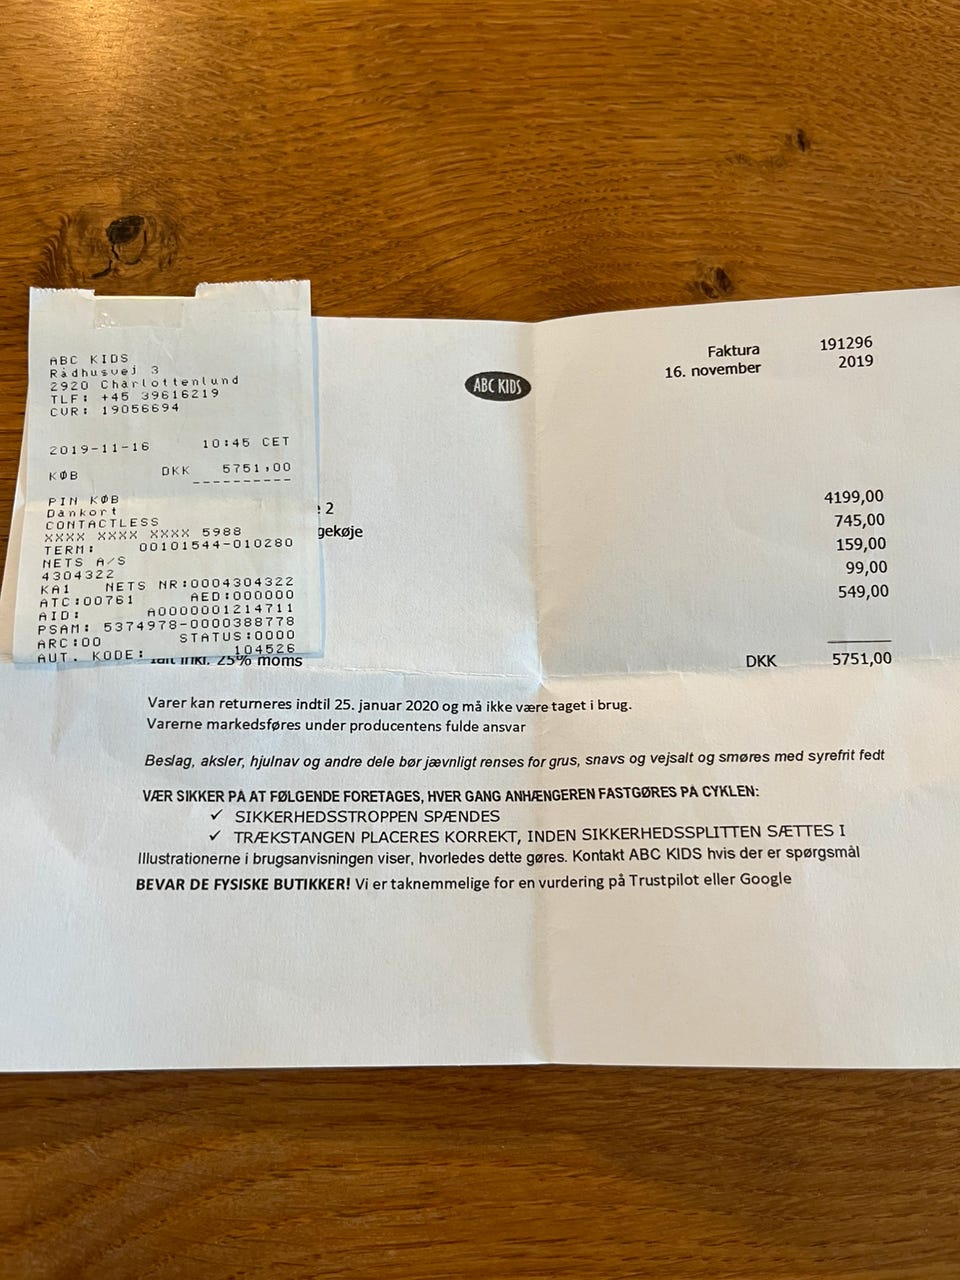 ABC KIDS
Rådhusvej 3
2920 Charlottenlund
TLF: +45 39616219
CVR: 19056694
2019-11-16 10:45 CET
KØB DKK 5751,00
----------
PIN KØB
Dankort
CONTACTLESS
XXXX XXXX XXXX 5988
TERM: 00101544-010280
NETS A/S
4304322
KA1 NETS NR:0004304322
ATC:00761 AED:000000
AID: A0000001214711
PSAM: 5374978-0000388778
ARC:00 STATUS:0000
AUT. KODE: 104526
ABC KIDS
Faktura 191296
16. november 2019
2 4199,00
gekøje 745,00
159,00
99,00
549,00
inkl. 25% moms DKK 5751,00
Varer kan returneres indtil 25. januar 2020 og må ikke være taget i brug.
Varerne markedsføres under producentens fulde ansvar
Beslag, aksler, hjulnav og andre dele bør jævnligt renses for grus, snavs og vejsalt og smøres med syrefrit fedt
VÆR SIKKER PÅ AT FØLGENDE FORETAGES, HVER GANG ANHÆNGEREN FASTGØRES PÅ CYKLEN:
✓ SIKKERHEDSSTROPPEN SPÆNDES
✓ TRÆKSTANGEN PLACERES KORREKT, INDEN SIKKERHEDSSPLITTEN SÆTTES I
Illustrationerne i brugsanvisningen viser, hvorledes dette gøres. Kontakt ABC KIDS hvis der er spørgsmål
BEVAR DE FYSISKE BUTIKKER! Vi er taknemmelige for en vurdering på Trustpilot eller Google